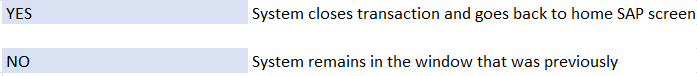 YES System closes transaction and goes back to home SAP screen
NO System remains in the window that was previously